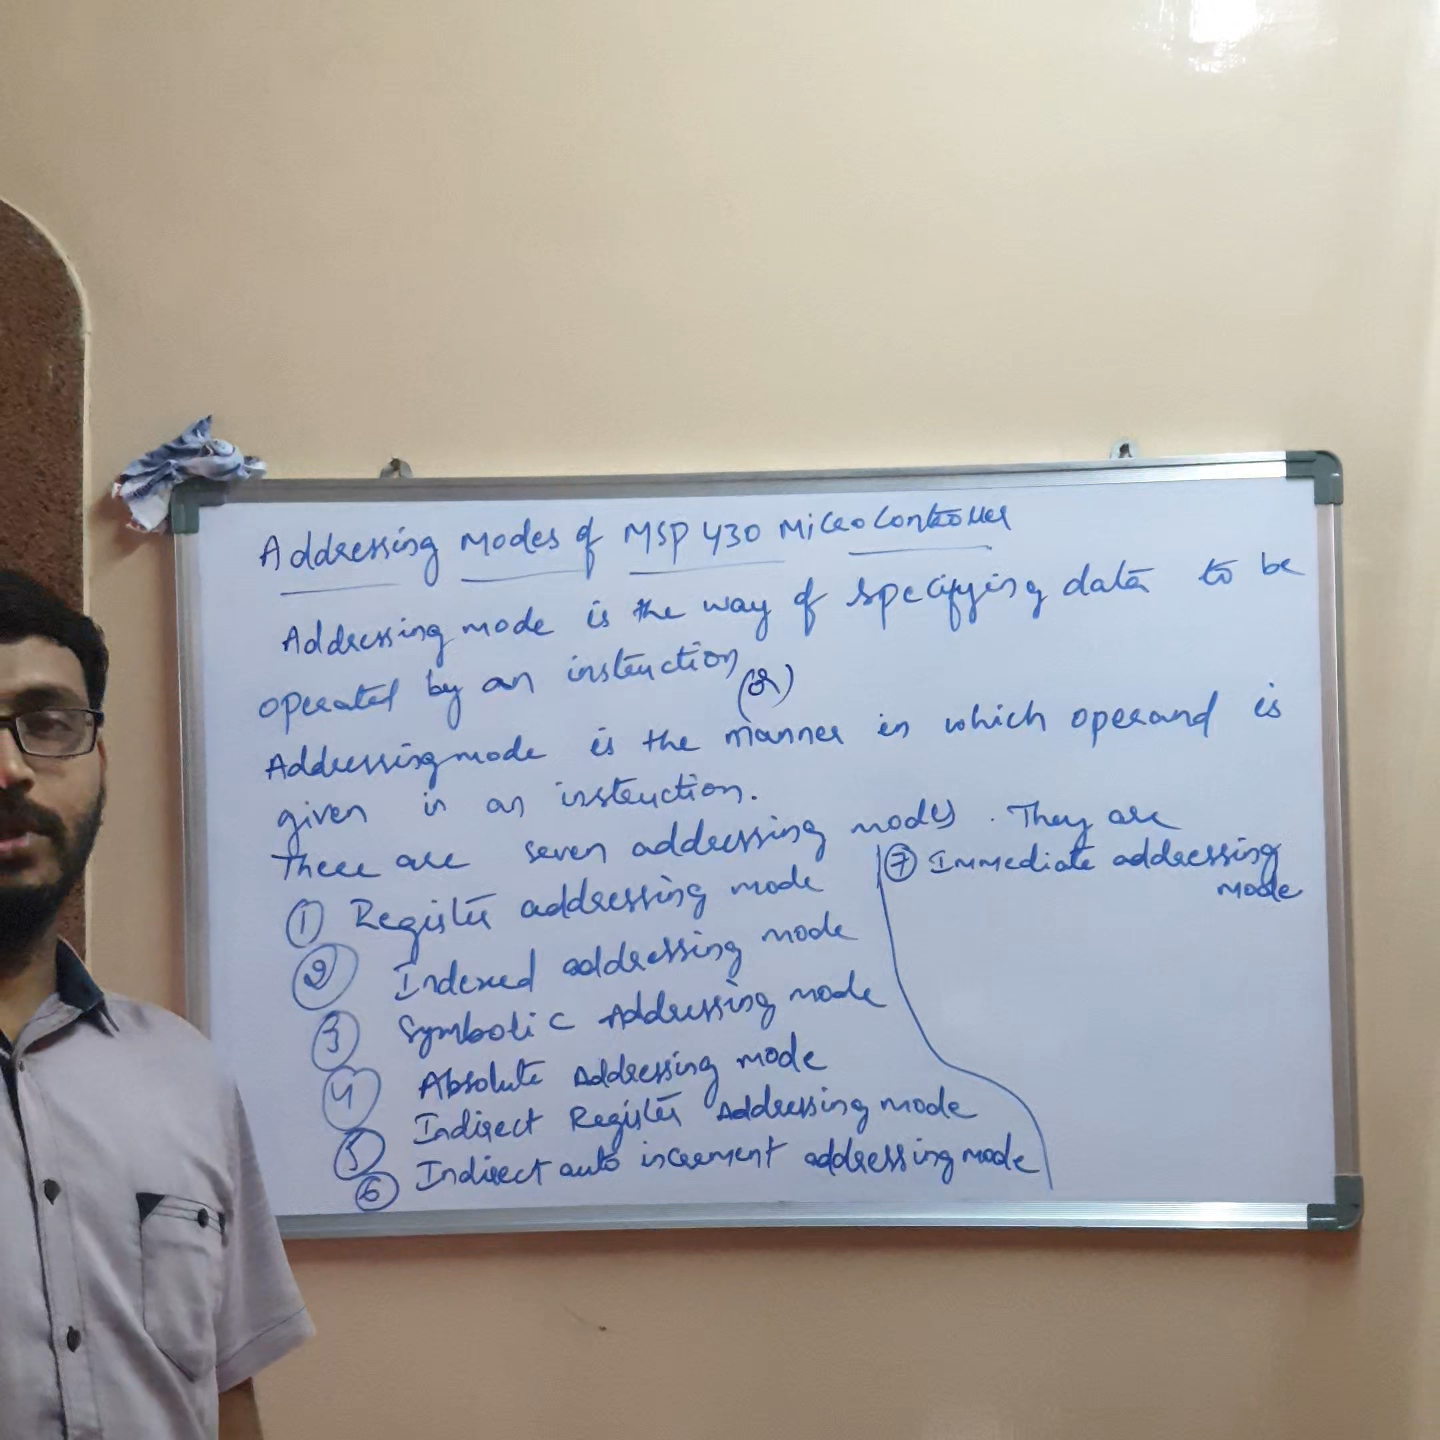 Addressing Modes of MSP 430 Micro Controller
Addressing mode is the way of specifying data to be
operated by an instruction
(or)
Addressing mode is the manner in which operand is
given in an instruction.
There are seven addressing modes. They are
① Register addressing mode
② Indexed addressing mode
③ Symbolic Addressing mode
④ Absolute Addressing mode
⑤ Indirect Register Addressing mode
⑥ Indirect auto increment addressing mode
⑦ Immediate addressing
mode